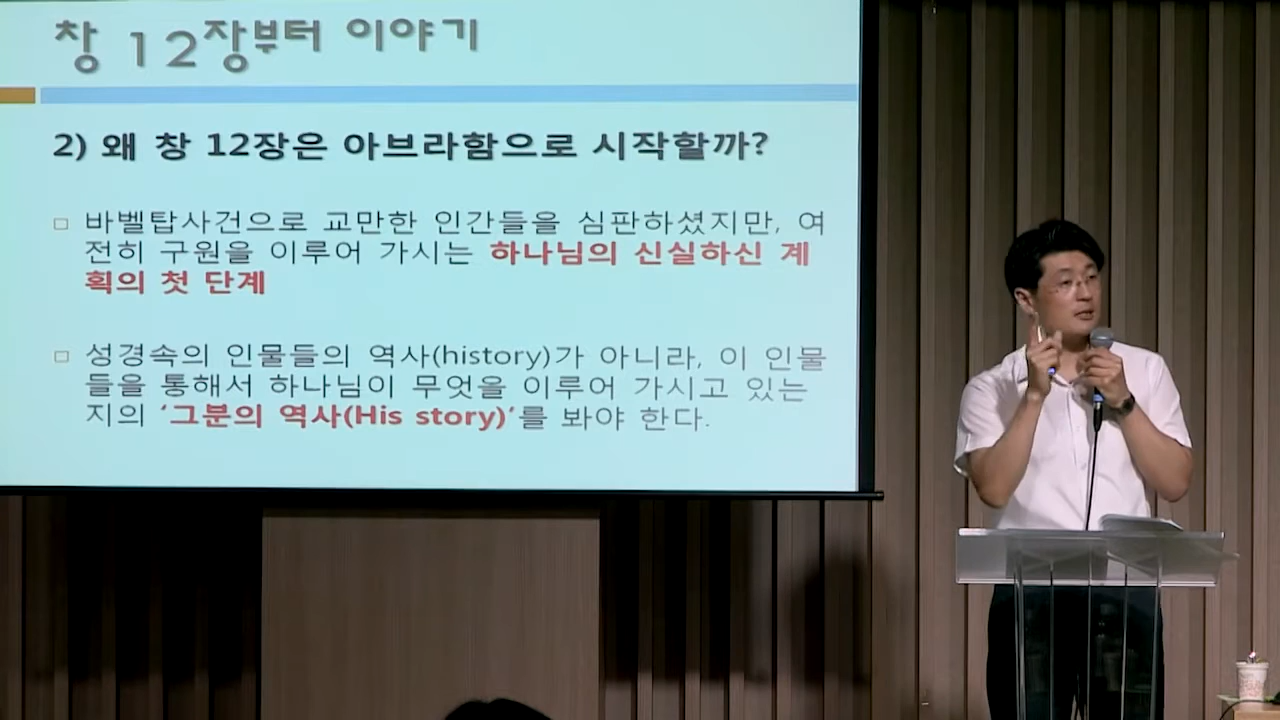 창 12장부터 이야기
2) 왜 창 12장은 아브라함으로 시작할까?
바벨탑사건으로 교만한 인간들을 심판하셨지만, 여
전히 구원을 이루어 가시는 하나님의 신실하신 계
획의 첫 단계
성경속의 인물들의 역사(history)가 아니라, 이 인물
들을 통해서 하나님이 무엇을 이루어 가시고 있는
지의 ‘그분의 역사(His story)’를 봐야 한다.